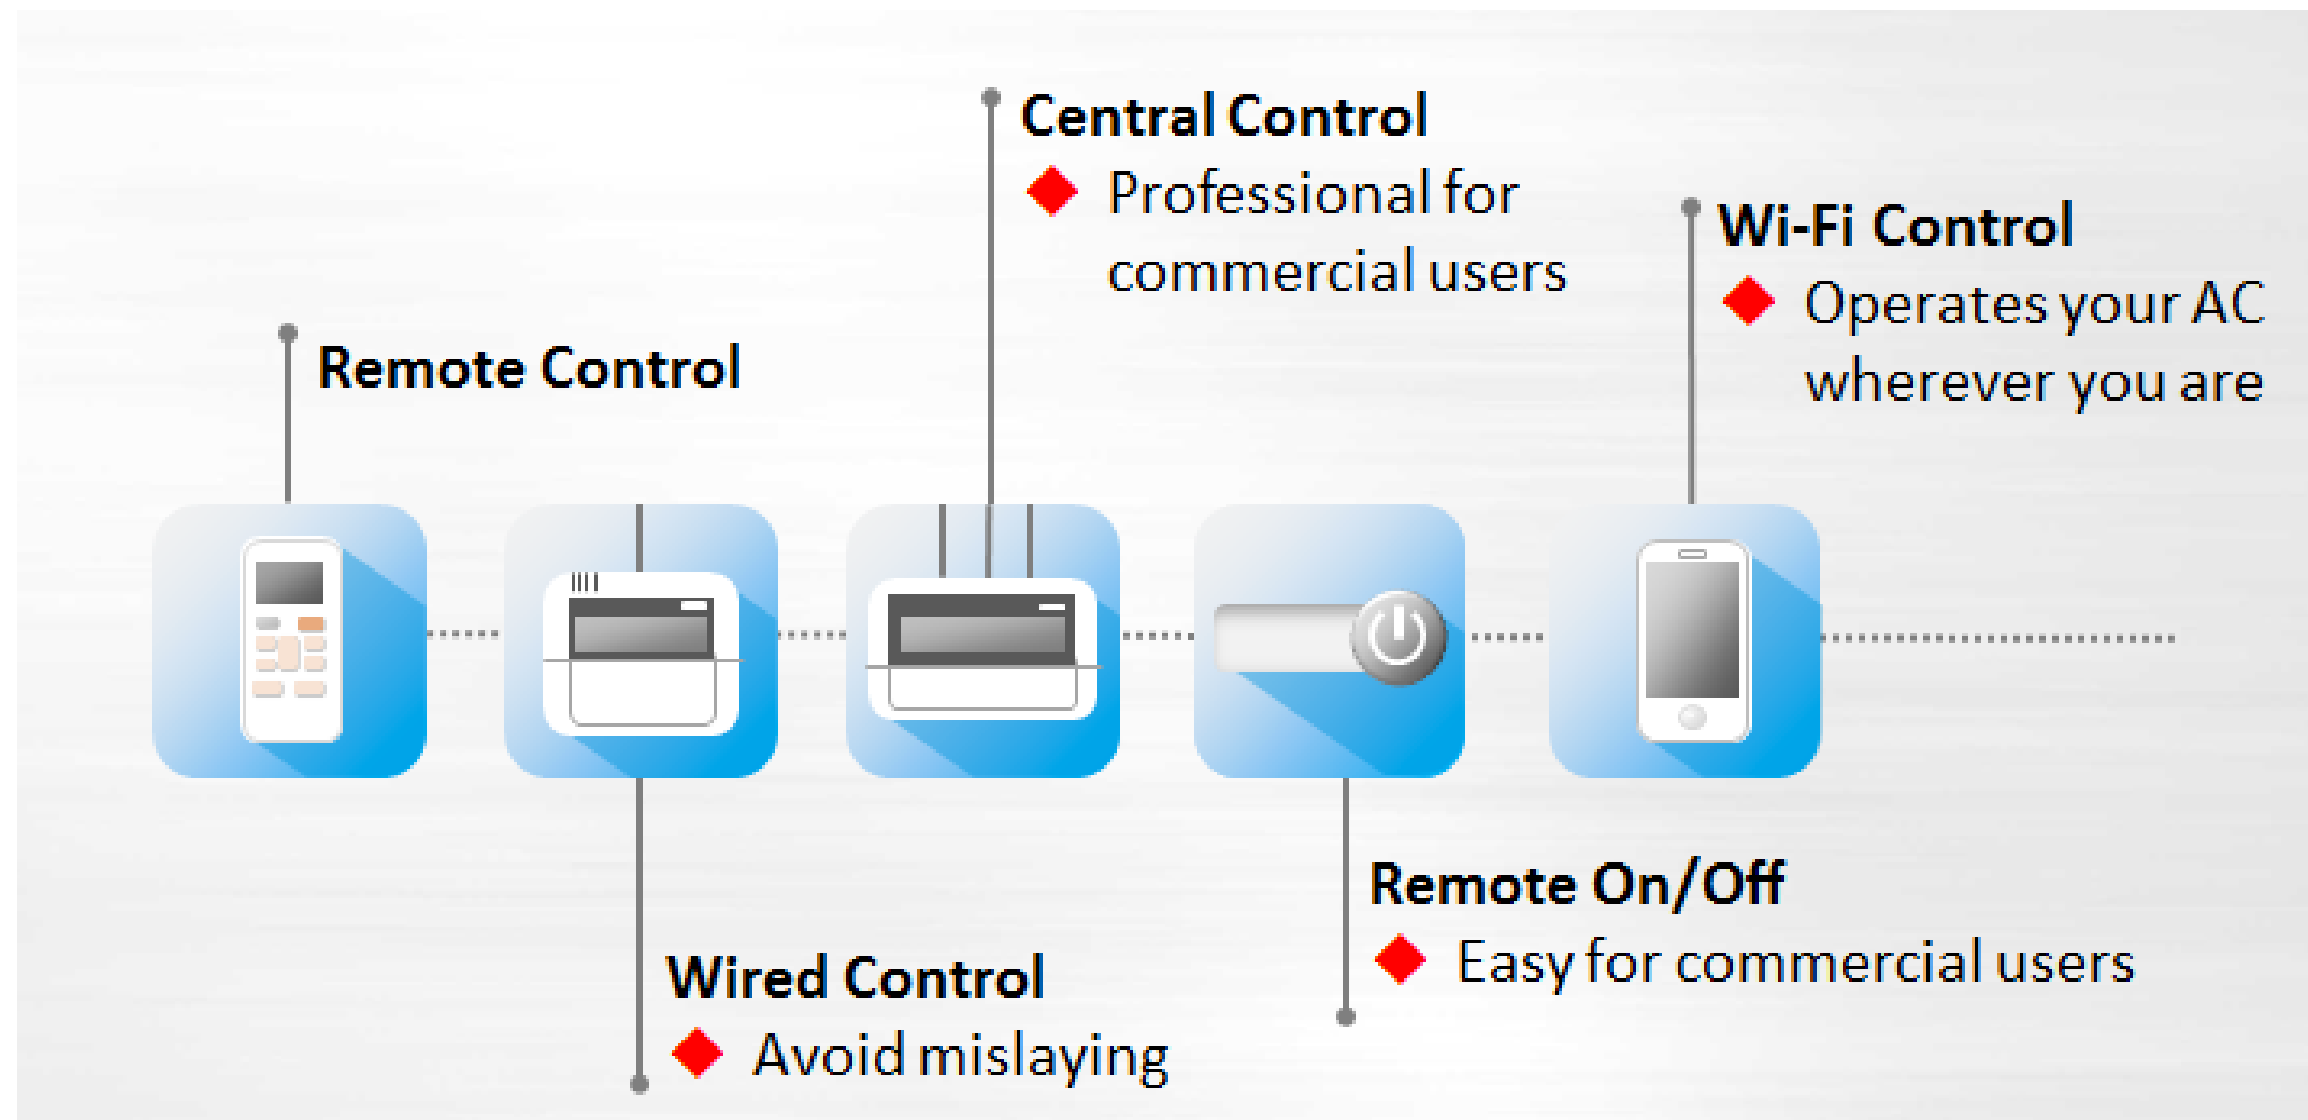 Central Control
Professional for
commercial users
Wi-Fi Control
Operates your AC
wherever you are
Remote Control
Remote On/Off
Easy for commercial users
Wired Control
Avoid mislaying